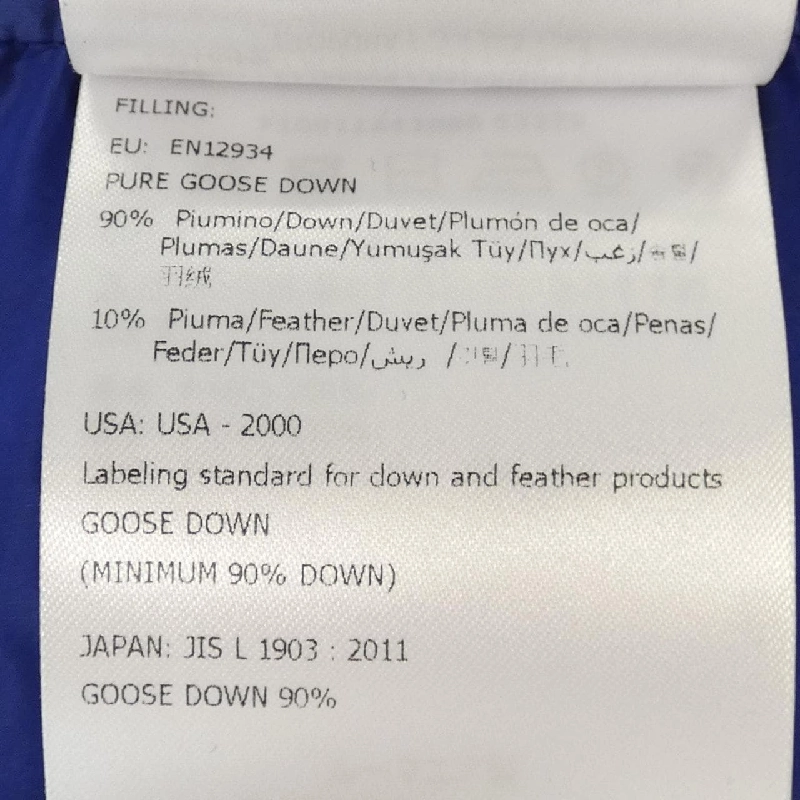 FILLING:
EU: EN12934
PURE GOOSE DOWN
90% Piumino/Down/Duvet/Plumón de oca/
Plumas/Daune/Yumuşak Tüy/Пух/زغب/
羽绒
10% Piuma/Feather/Duvet/Pluma de oca/Penas/
Feder/Tüy/Перо/ريش /
USA: USA - 2000
Labeling standard for down and feather products
GOOSE DOWN
(MINIMUM 90% DOWN)
JAPAN: JIS L 1903 : 2011
GOOSE DOWN 90%